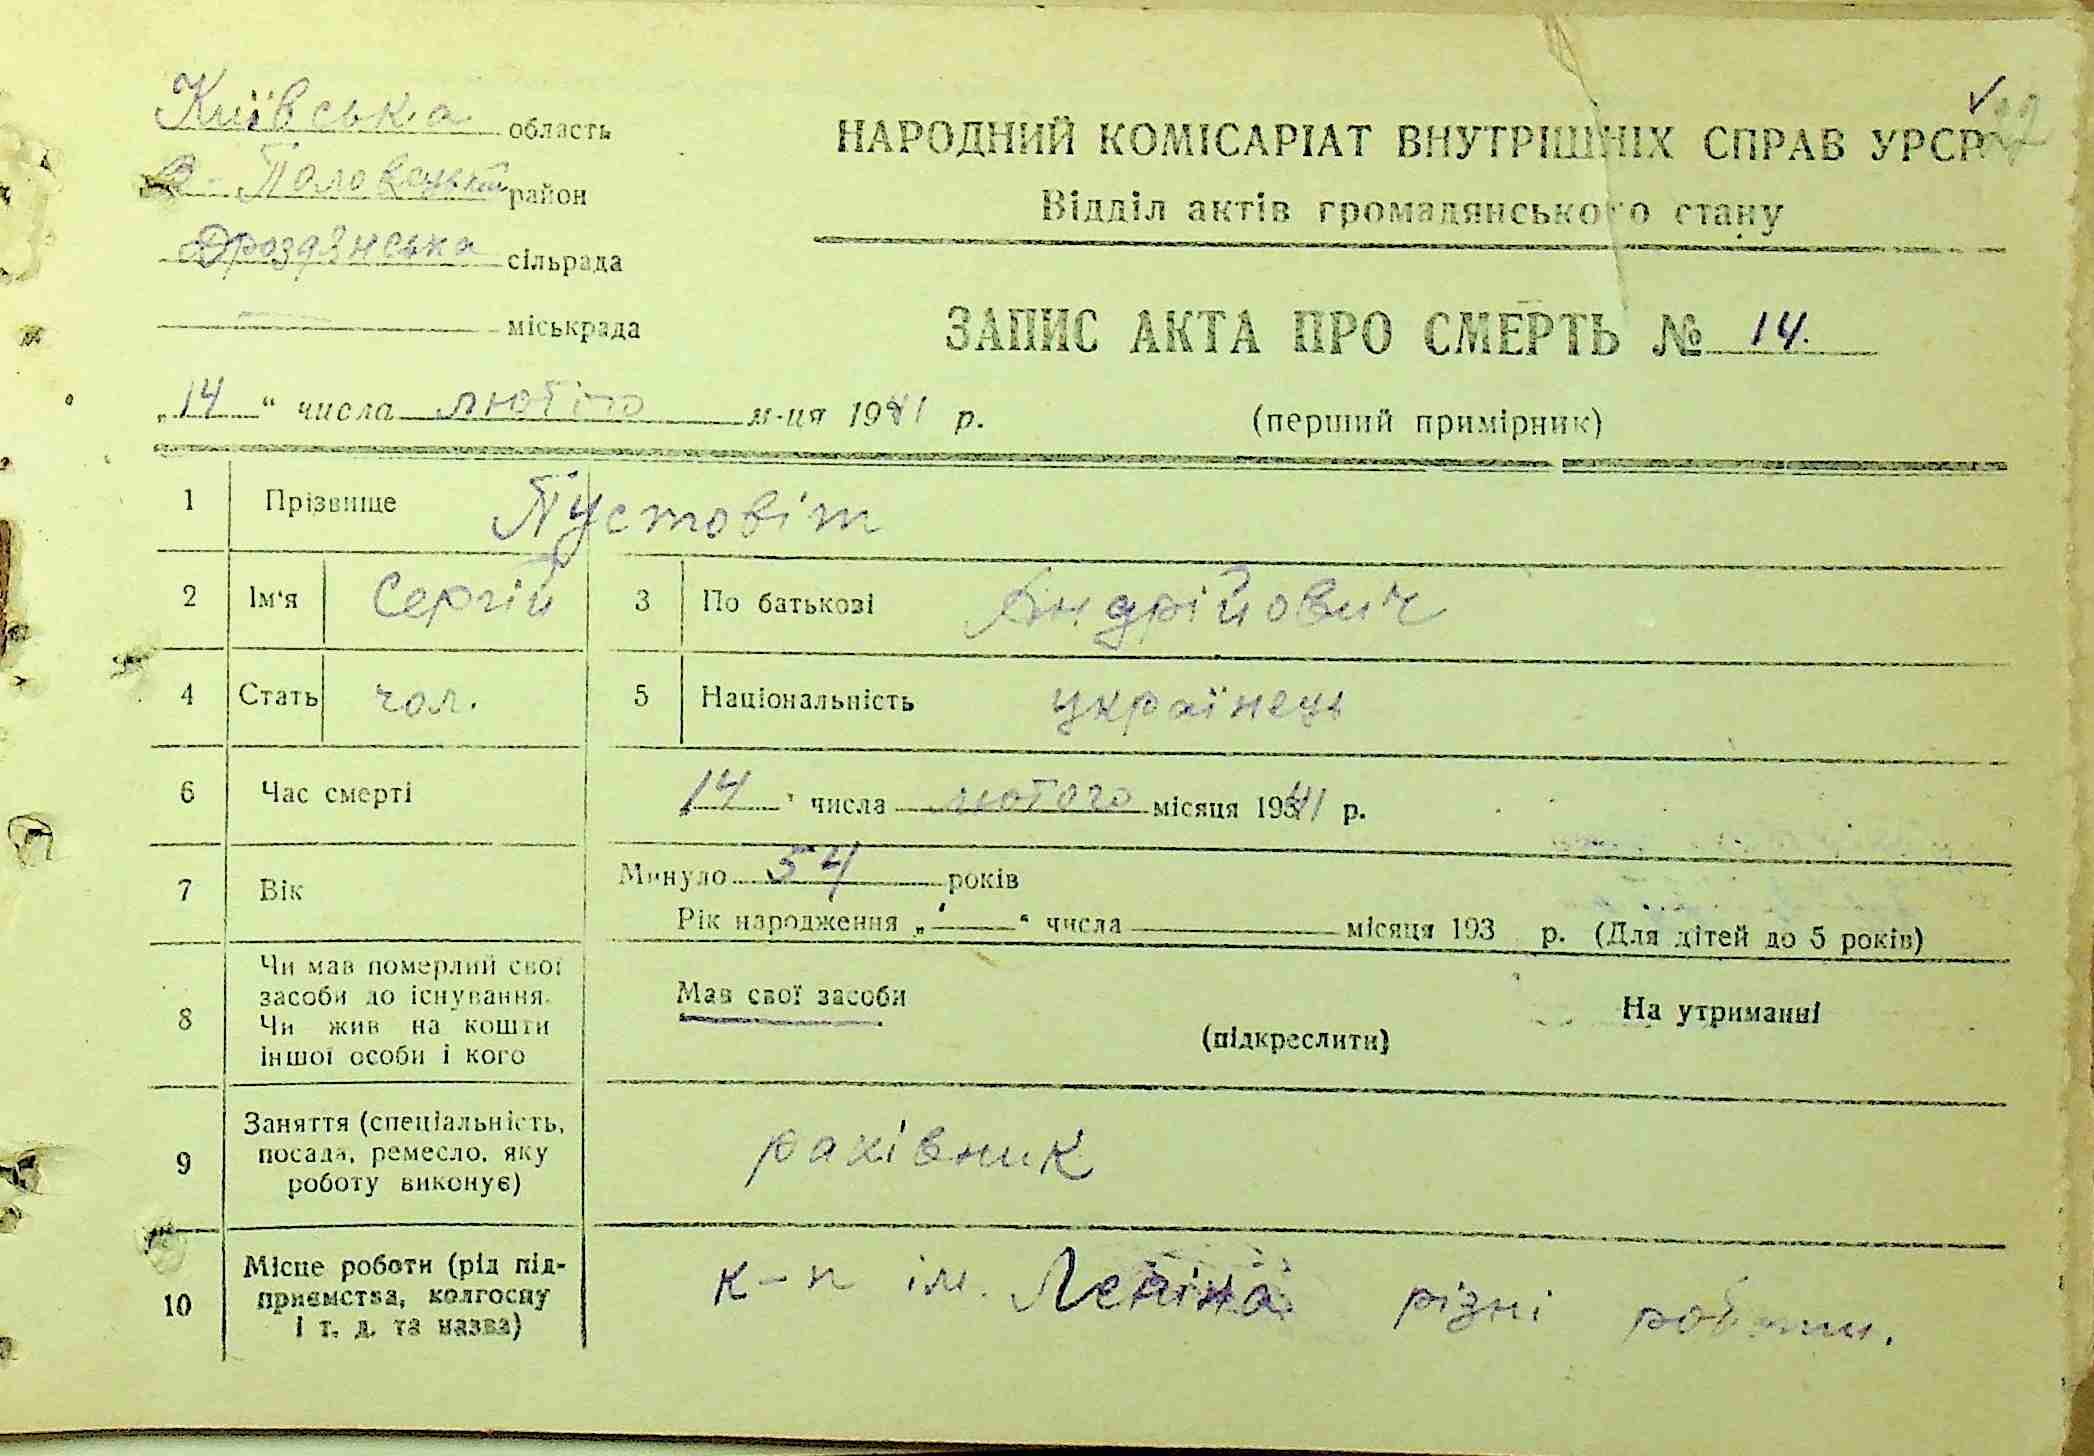 Київська область
В-Половецький район
Дроздянська сільрада
міськрада
НАРОДНИЙ КОМІСАРІАТ ВНУТРІШНІХ СПРАВ УРСР
Відділ актів громадянського стану
ЗАПИС АКТА ПРО СМЕРТЬ № 14.
„14“ числа лютого м-ця 1941 р.
(перший примірник)
1 Прізвище Пустовіт
2 Ім'я Сергій 3 По батькові Андрійович
4 Стать чол. 5 Національність українець
6 Час смерті 14 числа лютого місяця 1941 р.
7 Вік Минуло 54 років
Рік народження „—“ числа місяця 193 р. (Для дітей до 5 років)
8 Чи мав померлий свої
засоби до існування.
Чи жив на кошти
іншої особи і кого
Мав свої засоби
(підкреслити)
На утриманні
9 Заняття (спеціальність,
посада, ремесло, яку
роботу виконує)
рахівник
10 Місце роботи (рід під-
приємства, колгоспу
і т. д. та назва)
к-п ім. Леніна різні роботи.